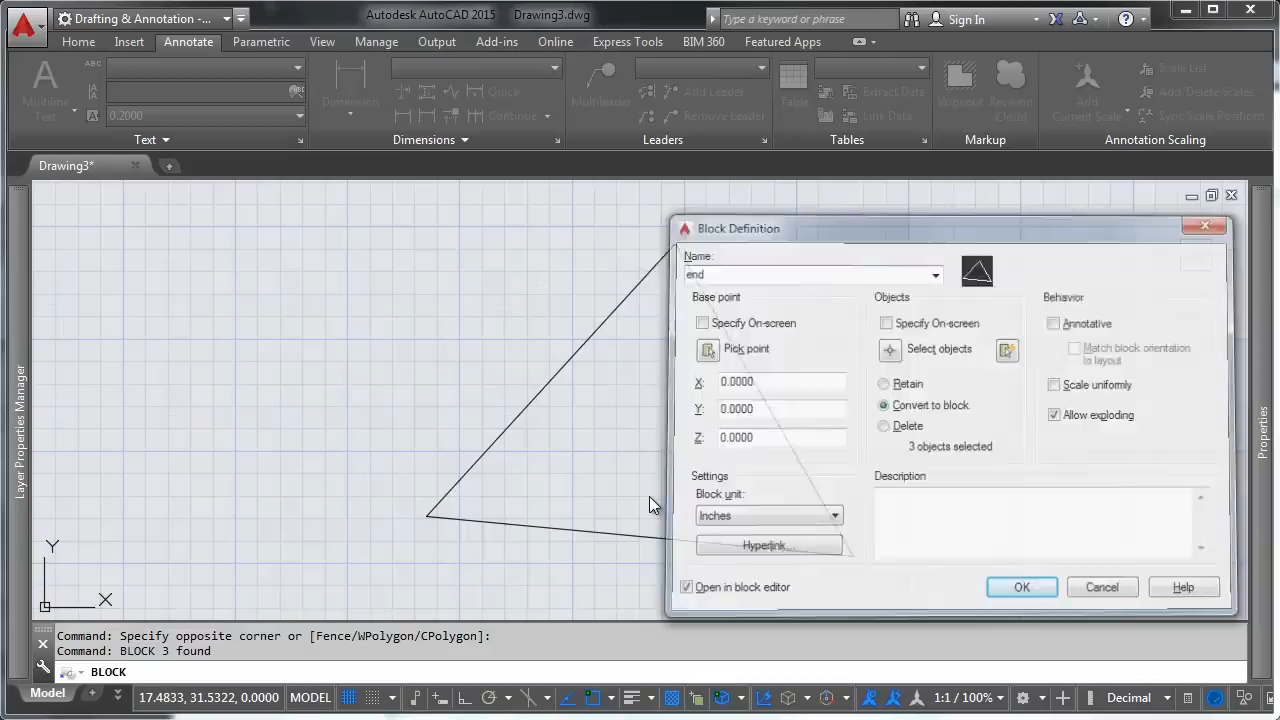 Drafting & Annotation - ...
Autodesk AutoCAD 2015 Drawing3.dwg
Type a keyword or phrase
Sign In
Home Insert Annotate Parametric View Manage Output Add-ins Online Express Tools BIM 360 Featured Apps
Multiline Text
ABC
0.2000
Text
Dimension
Quick
Continue
Dimensions
Multileader
Add Leader
Remove Leader
Leaders
Table
Extract Data
Link Data
Tables
Wipeout
Revision Cloud
Markup
Add Current Scale
Scale List
Add/Delete Scales
Sync Scale Positions
Annotation Scaling
Drawing3*
Layer Properties Manager
Properties
Block Definition
Name:
end
Base point
Specify On-screen
Pick point
X: 0.0000
Y: 0.0000
Z: 0.0000
Objects
Specify On-screen
Select objects
Retain
Convert to block
Delete
3 objects selected
Behavior
Annotative
Match block orientation
to layout
Scale uniformly
Allow exploding
Settings
Block unit:
Inches
Hyperlink...
Description
Open in block editor
OK Cancel Help
Y
X
Command: Specify opposite corner or [Fence/WPolygon/CPolygon]:
Command: BLOCK 3 found
BLOCK
Model
17.4833, 31.5322, 0.0000 MODEL
1:1 / 100%
Decimal